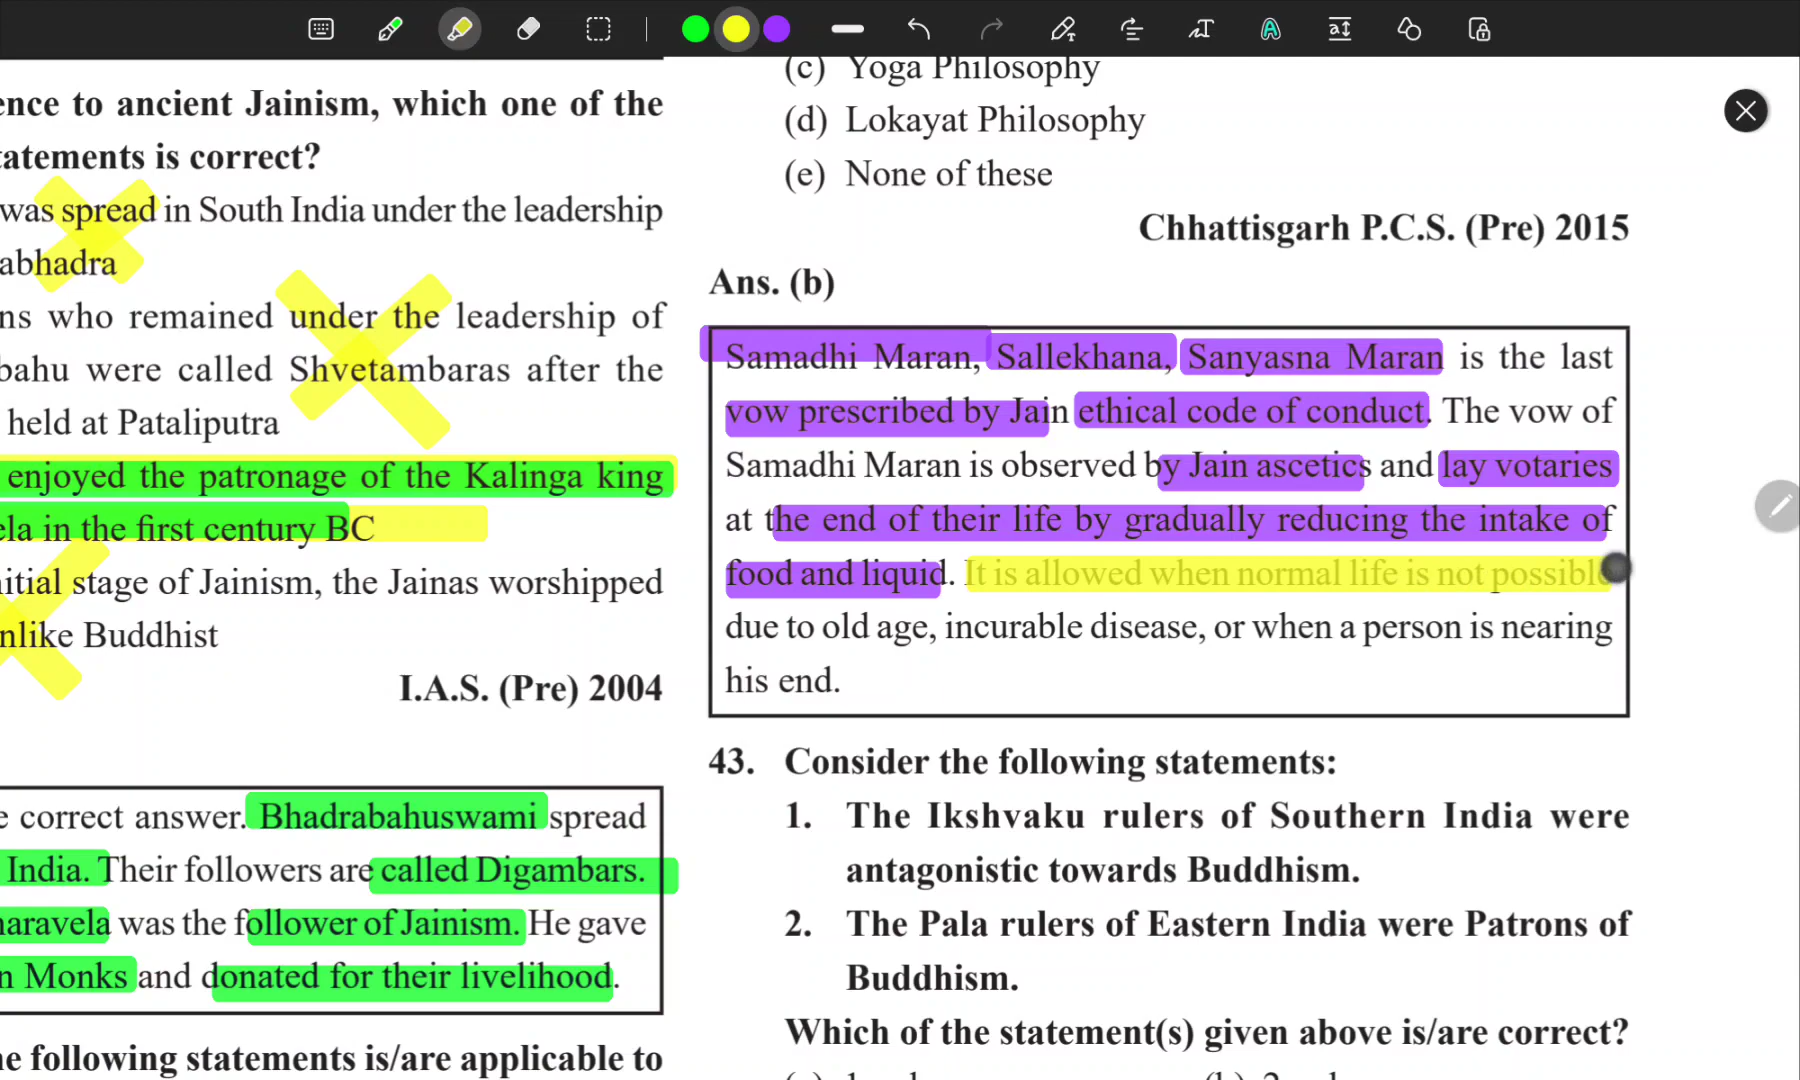 ence to ancient Jainism, which one of the
tatements is correct?
was spread in South India under the leadership
abhadra
ns who remained under the leadership of
bahu were called Shvetambaras after the
held at Pataliputra
enjoyed the patronage of the Kalinga king
ela in the first century BC
nitial stage of Jainism, the Jainas worshipped
nlike Buddhist
I.A.S. (Pre) 2004
e correct answer. Bhadrabahuswami spread
India. Their followers are called Digambars.
haravela was the follower of Jainism. He gave
n Monks and donated for their livelihood.
he following statements is/are applicable to
(c) Yoga Philosophy
(d) Lokayat Philosophy
(e) None of these
Chhattisgarh P.C.S. (Pre) 2015
Ans. (b)
Samadhi Maran, Sallekhana, Sanyasna Maran is the last
vow prescribed by Jain ethical code of conduct. The vow of
Samadhi Maran is observed by Jain ascetics and lay votaries
at the end of their life by gradually reducing the intake of
food and liquid. It is allowed when normal life is not possible
due to old age, incurable disease, or when a person is nearing
his end.
43. Consider the following statements:
1. The Ikshvaku rulers of Southern India were
antagonistic towards Buddhism.
2. The Pala rulers of Eastern India were Patrons of
Buddhism.
Which of the statement(s) given above is/are correct?